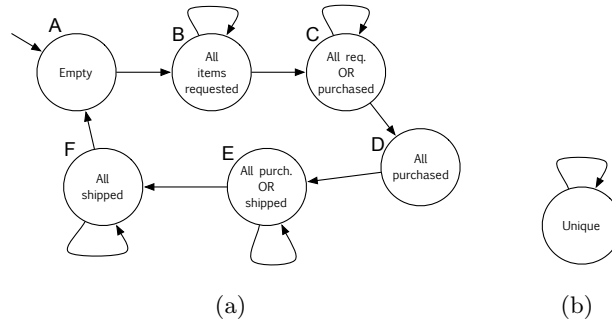 A
Empty
B
All
items
requested
C
All req.
OR
purchased
D
All
purchased
E
All purch.
OR
shipped
F
All
shipped
Unique
(a)
(b)